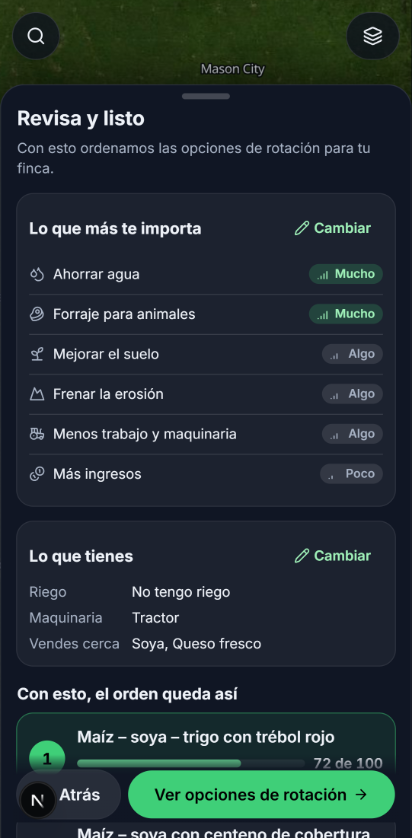 Mason City
Revisa y listo
Con esto ordenamos las opciones de rotación para tu
finca.
Lo que más te importa
Cambiar
Ahorrar agua
Mucho
Forraje para animales
Mucho
Mejorar el suelo
Algo
Frenar la erosión
Algo
Menos trabajo y maquinaria
Algo
Más ingresos
Poco
Lo que tienes
Cambiar
Riego
No tengo riego
Maquinaria
Tractor
Vendes cerca
Soya, Queso fresco
Con esto, el orden queda así
1
Maíz – soya – trigo con trébol rojo
72 de 100
N
Atrás
Ver opciones de rotación →
Maíz – soya con centeno de cobertura